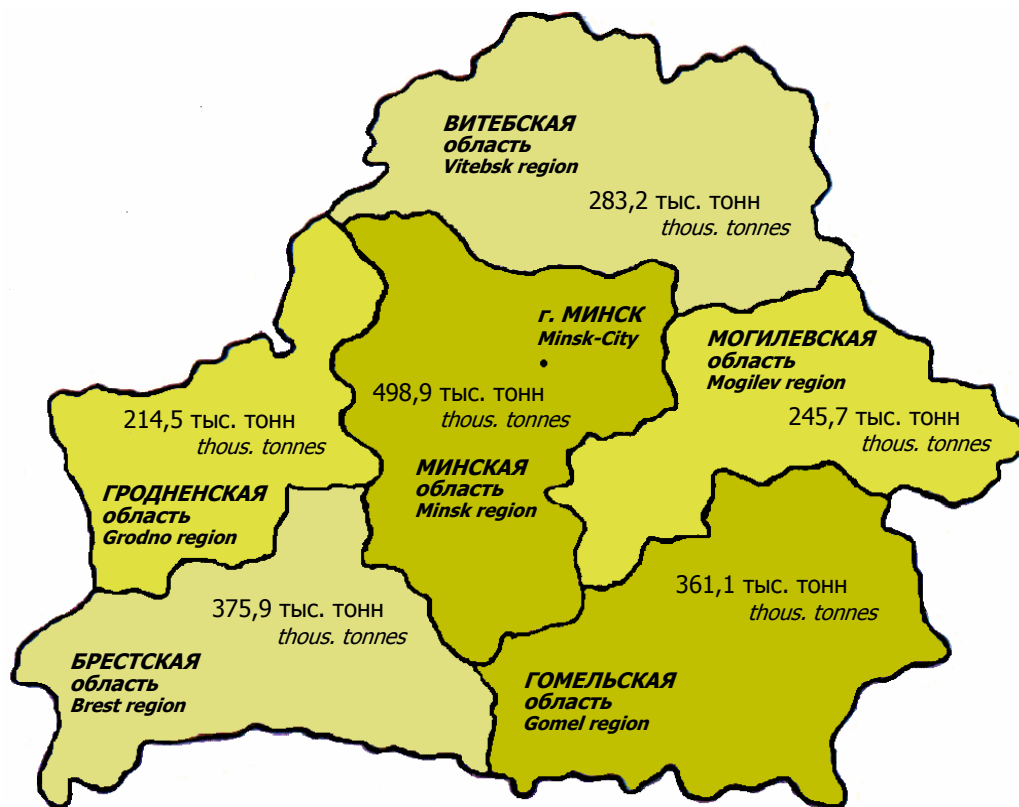 ВИТЕБСКАЯ
область
Vitebsk region
283,2 тыс. тонн
thous. tonnes
г. МИНСК
Minsk-City
МОГИЛЕВСКАЯ
область
Mogilev region
245,7 тыс. тонн
thous. tonnes
498,9 тыс. тонн
thous. tonnes
МИНСКАЯ
область
Minsk region
214,5 тыс. тонн
thous. tonnes
ГРОДНЕНСКАЯ
область
Grodno region
375,9 тыс. тонн
thous. tonnes
БРЕСТСКАЯ
область
Brest region
361,1 тыс. тонн
thous. tonnes
ГОМЕЛЬСКАЯ
область
Gomel region